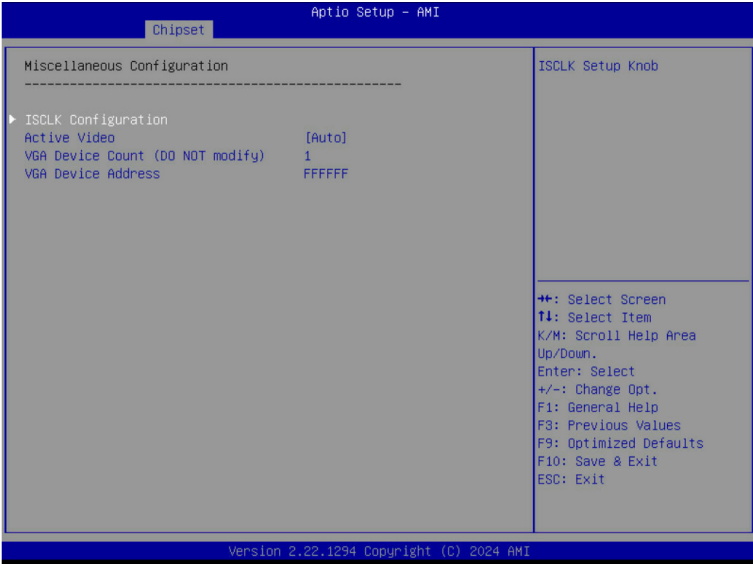 Aptio Setup – AMI
Chipset
Miscellaneous Configuration
ISCLK Configuration
Active Video [Auto]
VGA Device Count (DO NOT modify) 1
VGA Device Address FFFFFF
ISCLK Setup Knob
→←: Select Screen
↑↓: Select Item
K/M: Scroll Help Area
Up/Down.
Enter: Select
+/-: Change Opt.
F1: General Help
F3: Previous Values
F9: Optimized Defaults
F10: Save & Exit
ESC: Exit
Version 2.22.1294 Copyright (C) 2024 AMI